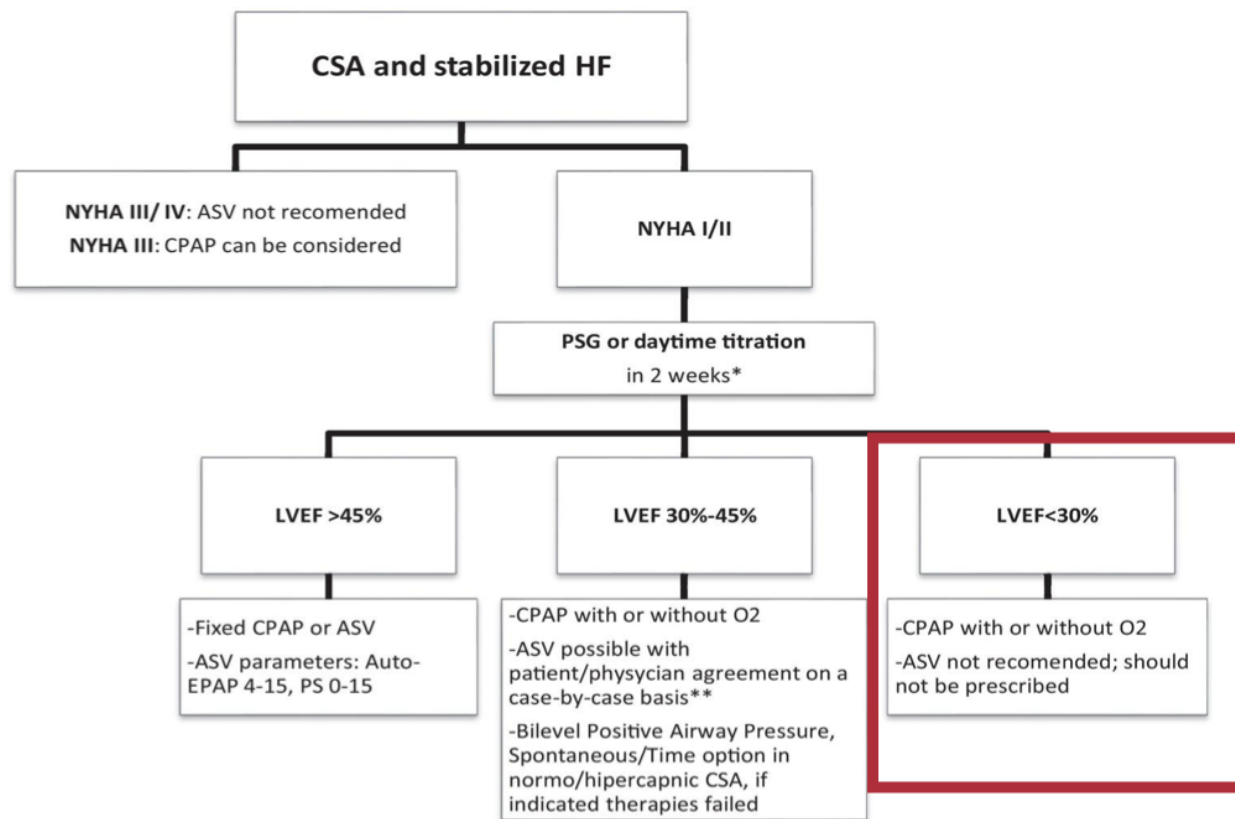 CSA and stabilized HF
NYHA III/ IV: ASV not recomended
NYHA III: CPAP can be considered
NYHA I/II
PSG or daytime titration
in 2 weeks*
LVEF >45%
LVEF 30%-45%
LVEF<30%
-Fixed CPAP or ASV
-ASV parameters: Auto-
EPAP 4-15, PS 0-15
-CPAP with or without O2
-ASV possible with
patient/physycian agreement on a
case-by-case basis**
-Bilevel Positive Airway Pressure,
Spontaneous/Time option in
normo/hipercapnic CSA, if
indicated therapies failed
-CPAP with or without O2
-ASV not recomended; should
not be prescribed